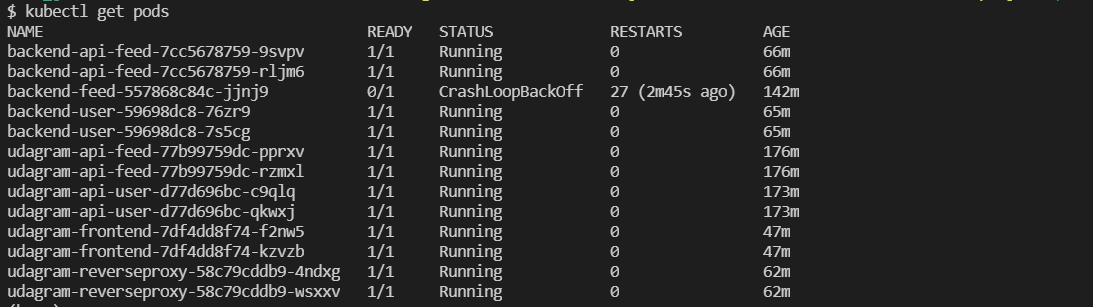 $ kubectl get pods
NAME READY STATUS RESTARTS AGE
backend-api-feed-7cc5678759-9svpv 1/1 Running 0 66m
backend-api-feed-7cc5678759-rljm6 1/1 Running 0 66m
backend-feed-557868c84c-jjnj9 0/1 CrashLoopBackOff 27 (2m45s ago) 142m
backend-user-59698dc8-76zr9 1/1 Running 0 65m
backend-user-59698dc8-7s5cg 1/1 Running 0 65m
udagram-api-feed-77b99759dc-pprxv 1/1 Running 0 176m
udagram-api-feed-77b99759dc-rzmxl 1/1 Running 0 176m
udagram-api-user-d77d696bc-c9qlq 1/1 Running 0 173m
udagram-api-user-d77d696bc-qkwxj 1/1 Running 0 173m
udagram-frontend-7df4dd8f74-f2nw5 1/1 Running 0 47m
udagram-frontend-7df4dd8f74-kzvzb 1/1 Running 0 47m
udagram-reverseproxy-58c79cddb9-4ndxg 1/1 Running 0 62m
udagram-reverseproxy-58c79cddb9-wsxxv 1/1 Running 0 62m